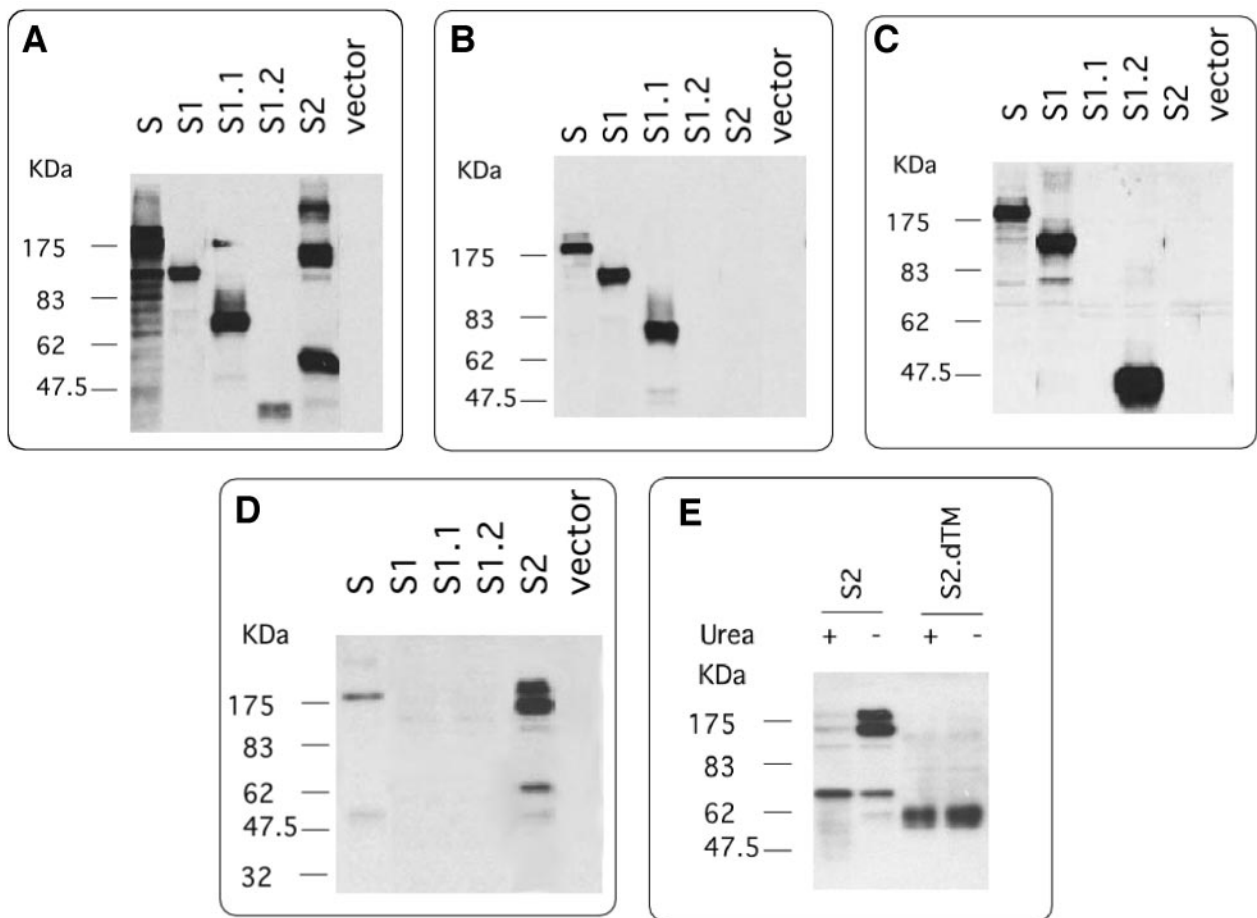 A
S S1 S1.1 S1.2 S2 vector
KDa
175
83
62
47.5
B
S S1 S1.1 S1.2 S2 vector
KDa
175
83
62
47.5
C
S S1 S1.1 S1.2 S2 vector
KDa
175
83
62
47.5
D
S S1 S1.1 S1.2 S2 vector
KDa
175
83
62
47.5
32
E
S2 S2.dTM
Urea + - + -
KDa
175
83
62
47.5